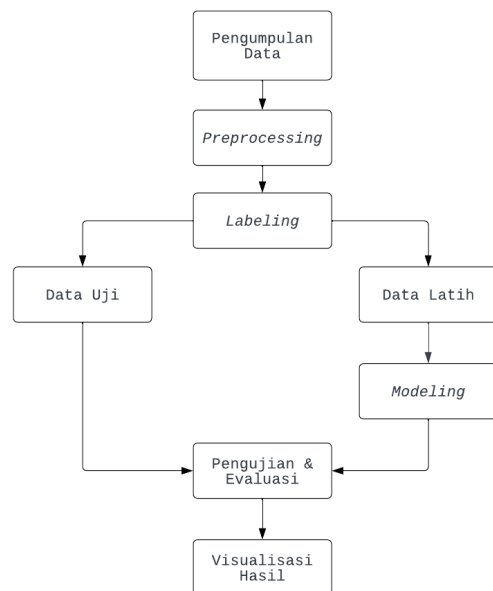 Pengumpulan
Data
Preprocessing
Labeling
Data Uji
Data Latih
Modeling
Pengujian &
Evaluasi
Visualisasi
Hasil